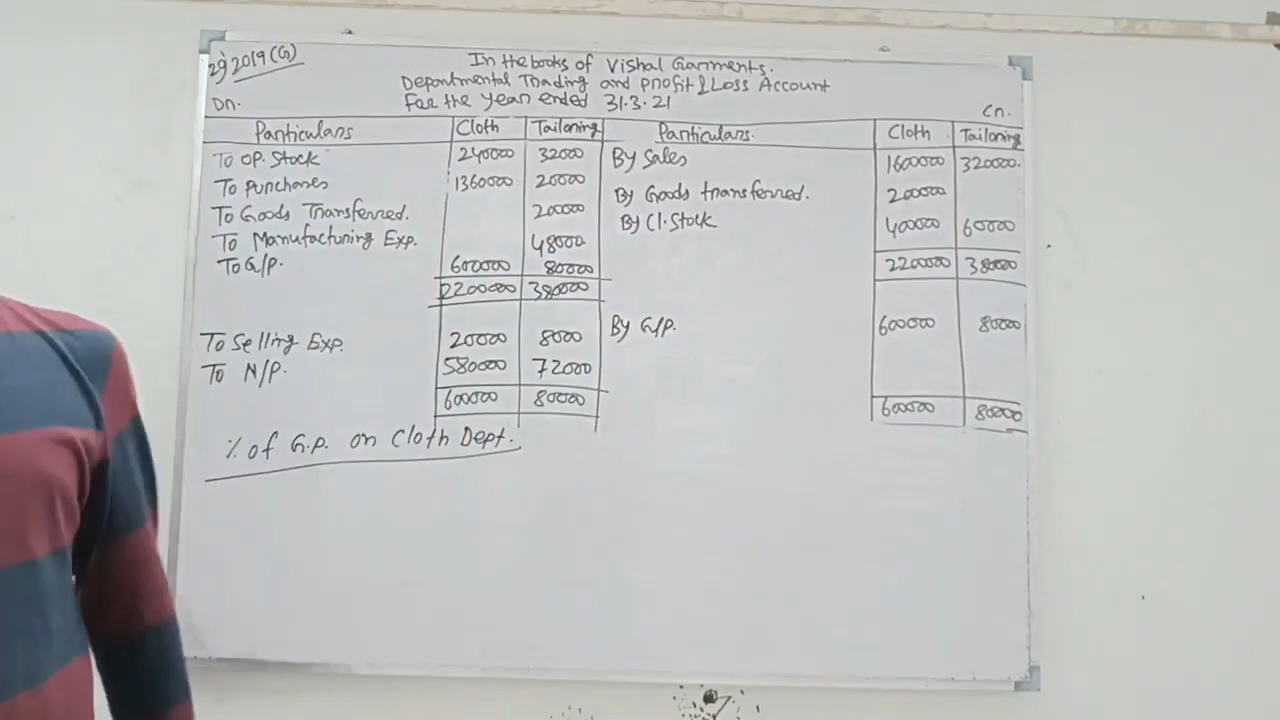 29) 2019 (G)
In the books of Vishal Garments.
Departmental Trading and Profit & Loss Account
For the Year ended 31.3.21
Dr. Cr.
Particulars Cloth Tailoring Particulars. Cloth Tailoring
To OP. Stock 240000 32000 By Sales 1600000 320000.
To Purchases 1360000 20000 By Goods transferred. 200000
To Goods Transferred. 200000 By Cl. Stock 400000 60000
To Manufacturing Exp. 48000
To G/P. 600000 80000 2200000 380000
2200000 380000
To Selling Exp. 20000 8000 By G/P. 600000 80000
To N/P. 580000 72000
600000 80000 600000 80000
% of G.P. on Cloth Dept.